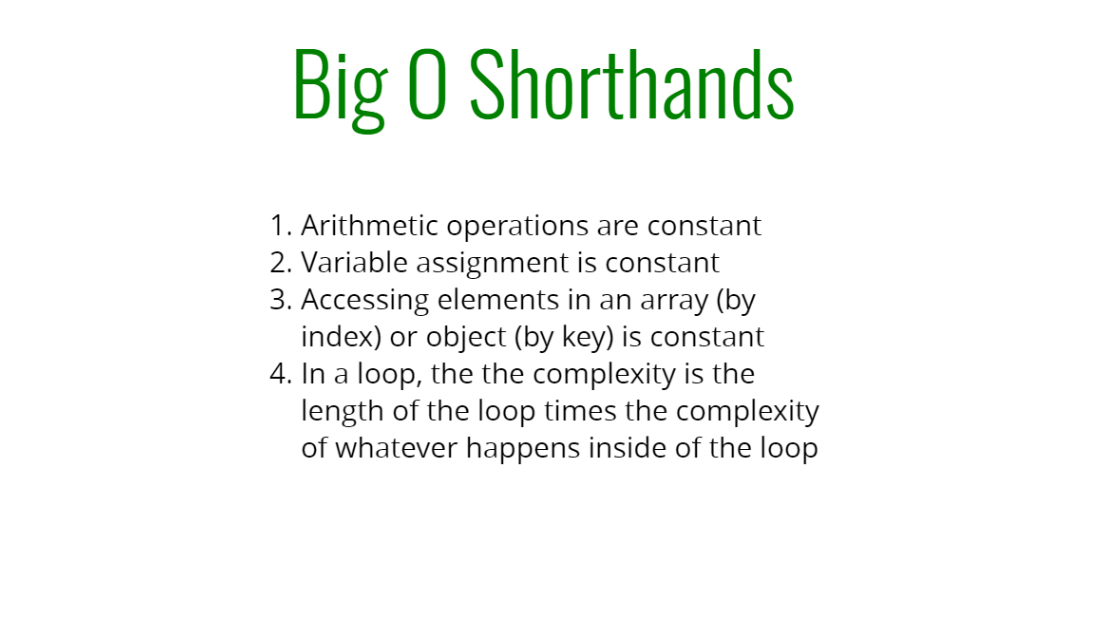 Big O Shorthands
1. Arithmetic operations are constant
2. Variable assignment is constant
3. Accessing elements in an array (by
index) or object (by key) is constant
4. In a loop, the the complexity is the
length of the loop times the complexity
of whatever happens inside of the loop